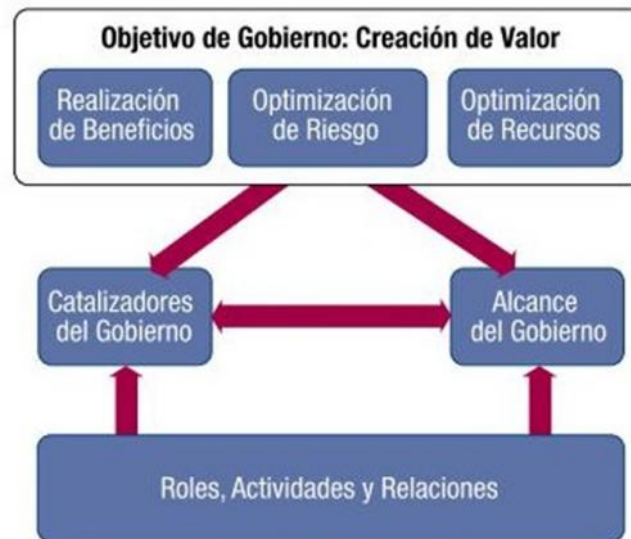 Objetivo de Gobierno: Creación de Valor
Realización
de Beneficios
Optimización
de Riesgo
Optimización
de Recursos
Catalizadores
del Gobierno
Alcance
del Gobierno
Roles, Actividades y Relaciones